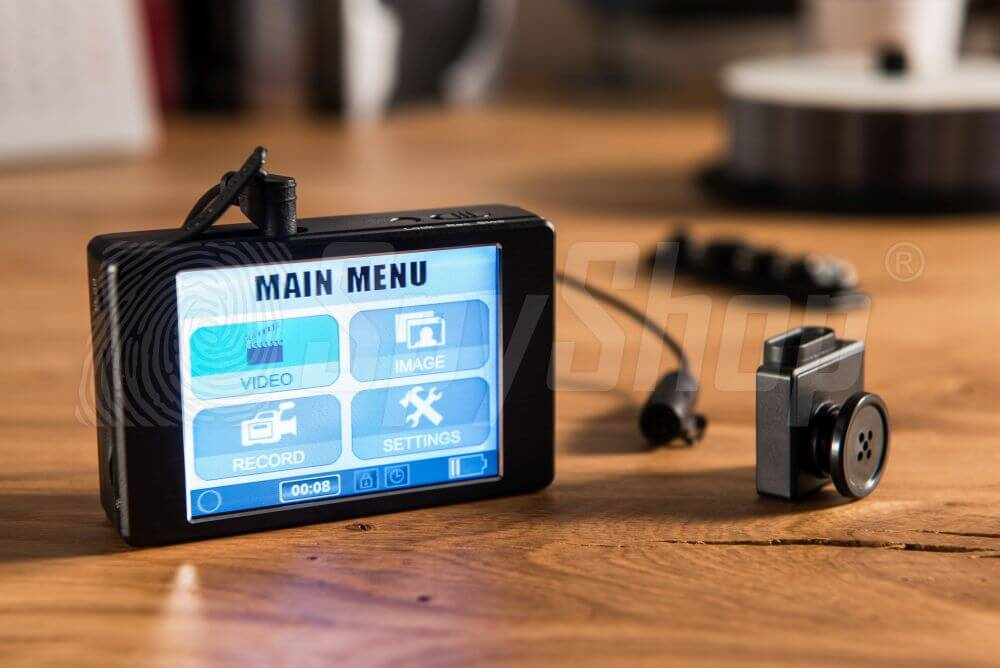 MAIN MENU
VIDEO
IMAGE
RECORD
SETTINGS
00:08
SpyShop®